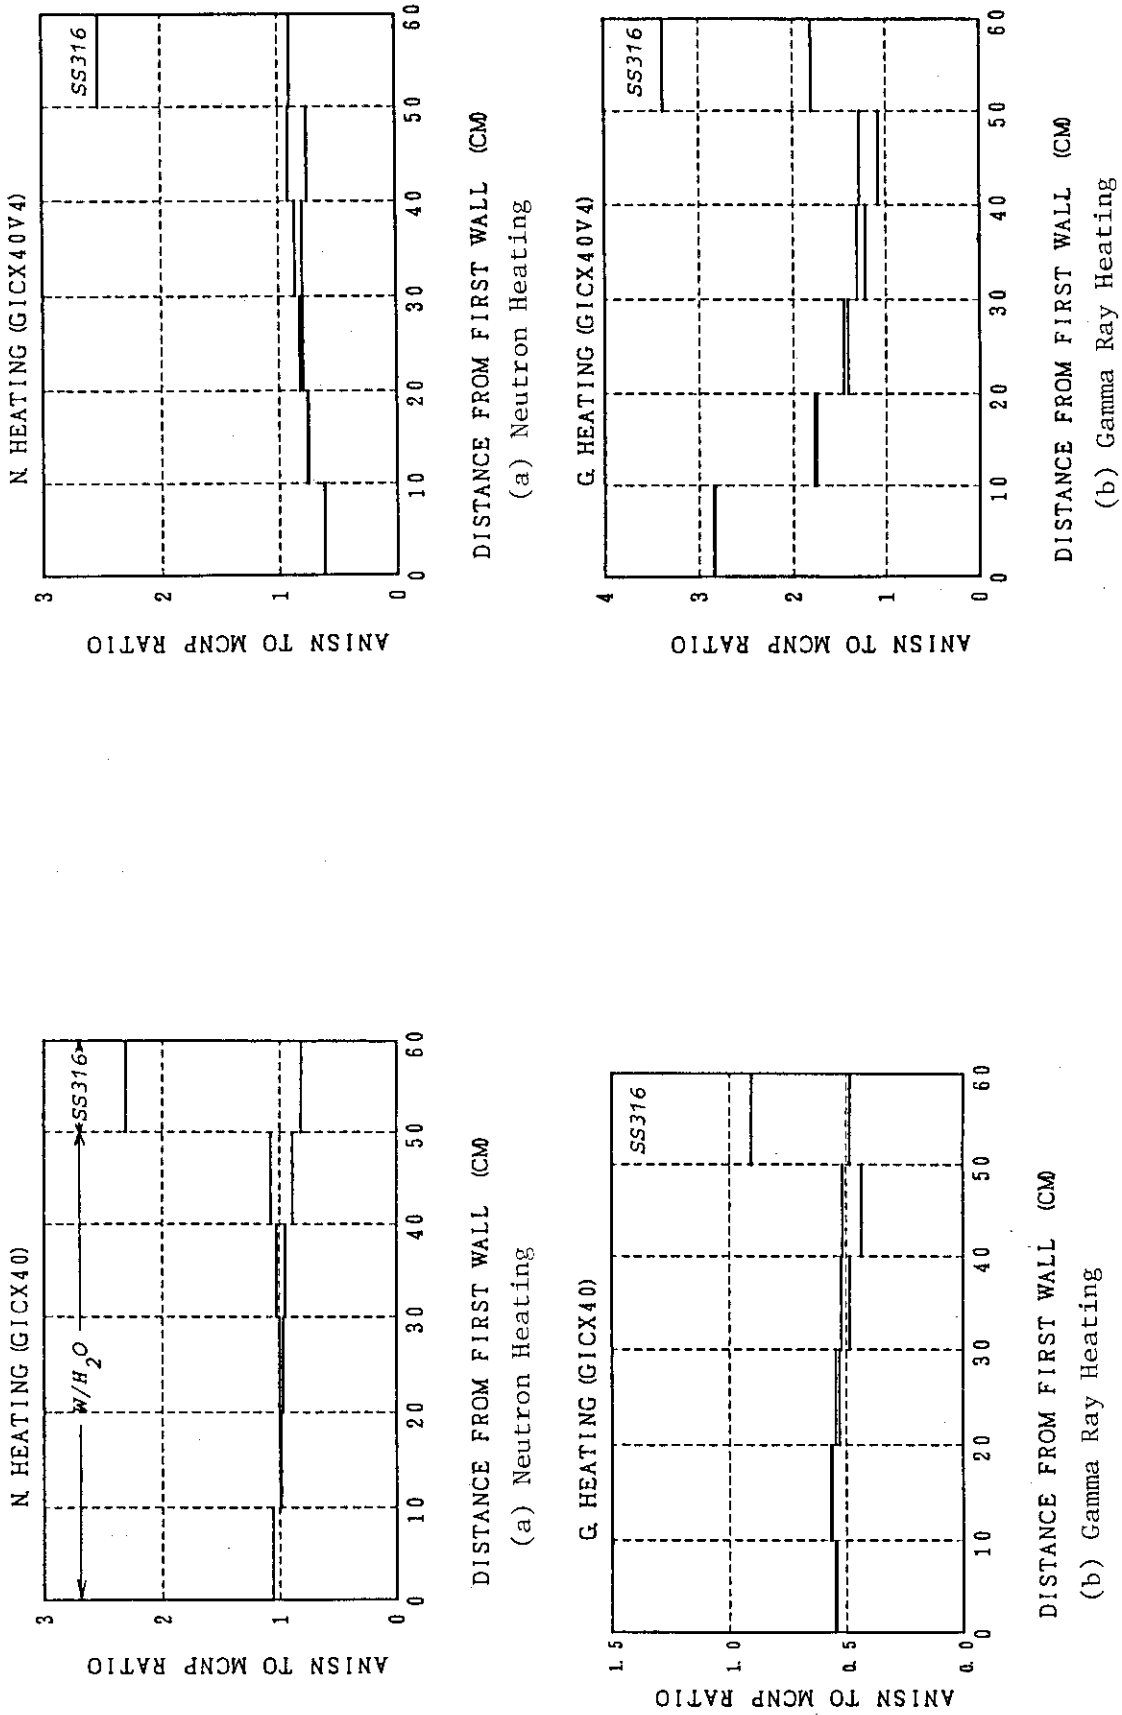 N. HEATING (GICX40)
3
2
1
0
W/H2O
SS316
0 10 20 30 40 50 60
ANISN TO MCNP RATIO
DISTANCE FROM FIRST WALL (CM)
(a) Neutron Heating
G. HEATING (GICX40)
1.5
1.0
0.5
0.0
SS316
0 10 20 30 40 50 60
ANISN TO MCNP RATIO
DISTANCE FROM FIRST WALL (CM)
(b) Gamma Ray Heating
N. HEATING (GICX40V4)
3
2
1
0
SS316
0 10 20 30 40 50 60
ANISN TO MCNP RATIO
DISTANCE FROM FIRST WALL (CM)
(a) Neutron Heating
G. HEATING (GICX40V4)
4
3
2
1
0
SS316
0 10 20 30 40 50 60
ANISN TO MCNP RATIO
DISTANCE FROM FIRST WALL (CM)
(b) Gamma Ray Heating